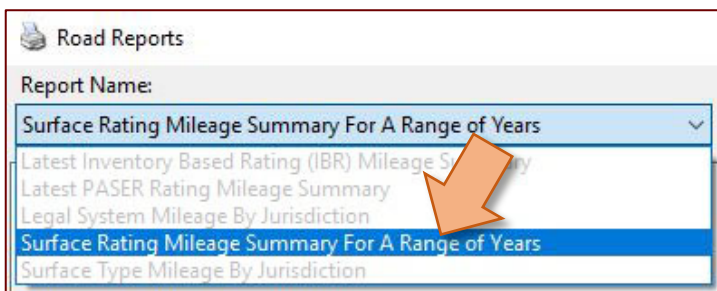 Road Reports
Report Name:
Surface Rating Mileage Summary For A Range of Years
Latest Inventory Based Rating (IBR) Mileage Summary
Latest PASER Rating Mileage Summary
Legal System Mileage By Jurisdiction
Surface Rating Mileage Summary For A Range of Years
Surface Type Mileage By Jurisdiction